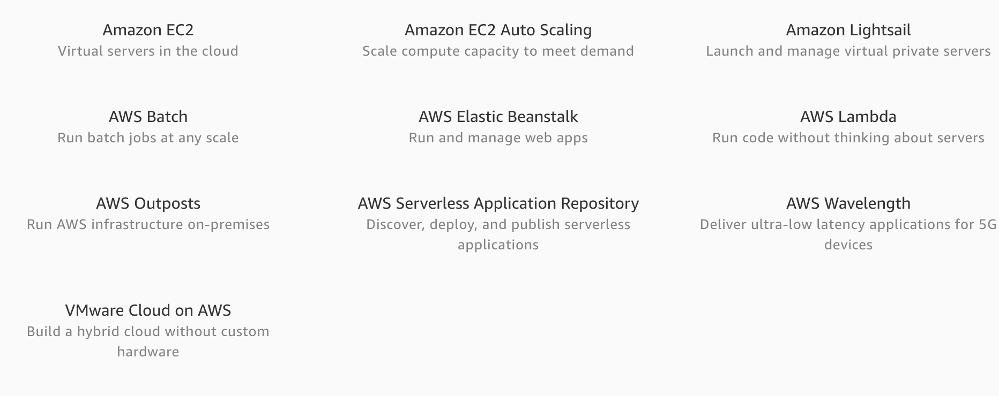 Amazon EC2
Virtual servers in the cloud
Amazon EC2 Auto Scaling
Scale compute capacity to meet demand
Amazon Lightsail
Launch and manage virtual private servers
AWS Batch
Run batch jobs at any scale
AWS Elastic Beanstalk
Run and manage web apps
AWS Lambda
Run code without thinking about servers
AWS Outposts
Run AWS infrastructure on-premises
AWS Serverless Application Repository
Discover, deploy, and publish serverless
applications
AWS Wavelength
Deliver ultra-low latency applications for 5G
devices
VMware Cloud on AWS
Build a hybrid cloud without custom
hardware